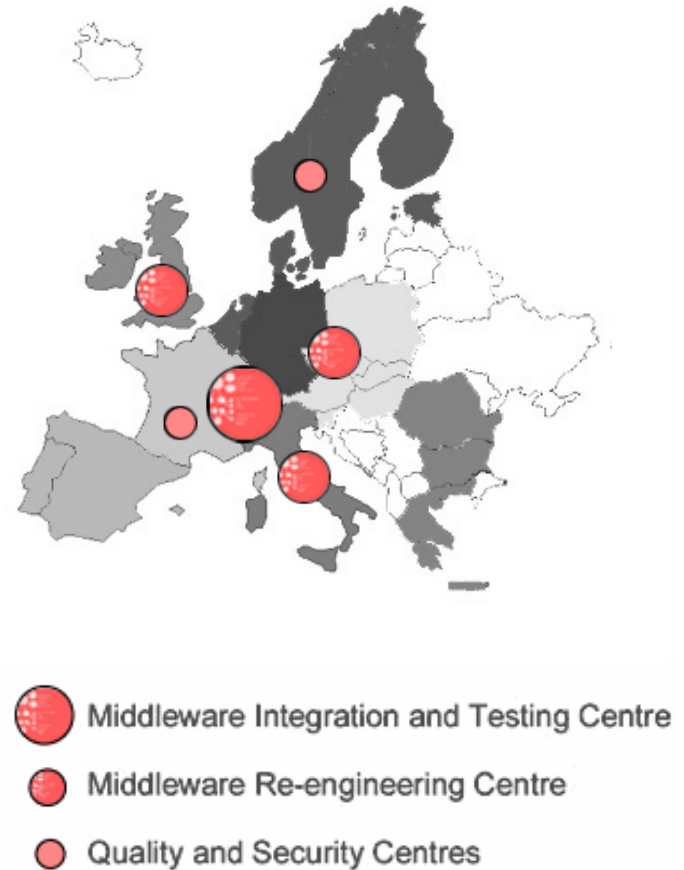 Middleware Integration and Testing Centre
Middleware Re-engineering Centre
Quality and Security Centres